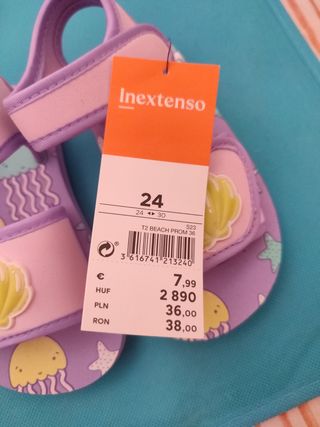 Inextenso
24
24 ◄► 30
S23
T2 BEACH PROM 36
3 616741 213240
€ 7,99
HUF 2 890
PLN 36,00
RON 38,00